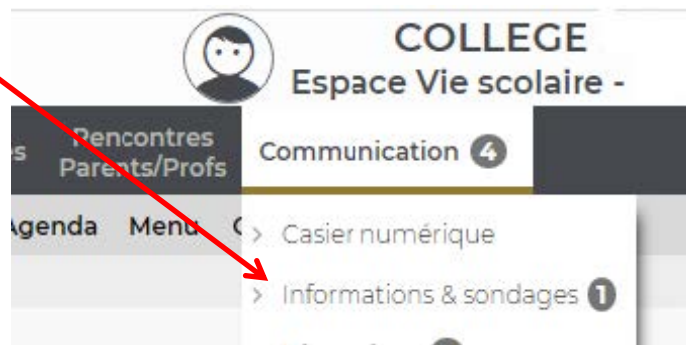 COLLEGE
Espace Vie scolaire -
Rencontres
Parents/Profs
Communication 4
Agenda Menu
> Casier numérique
> Informations & sondages 1